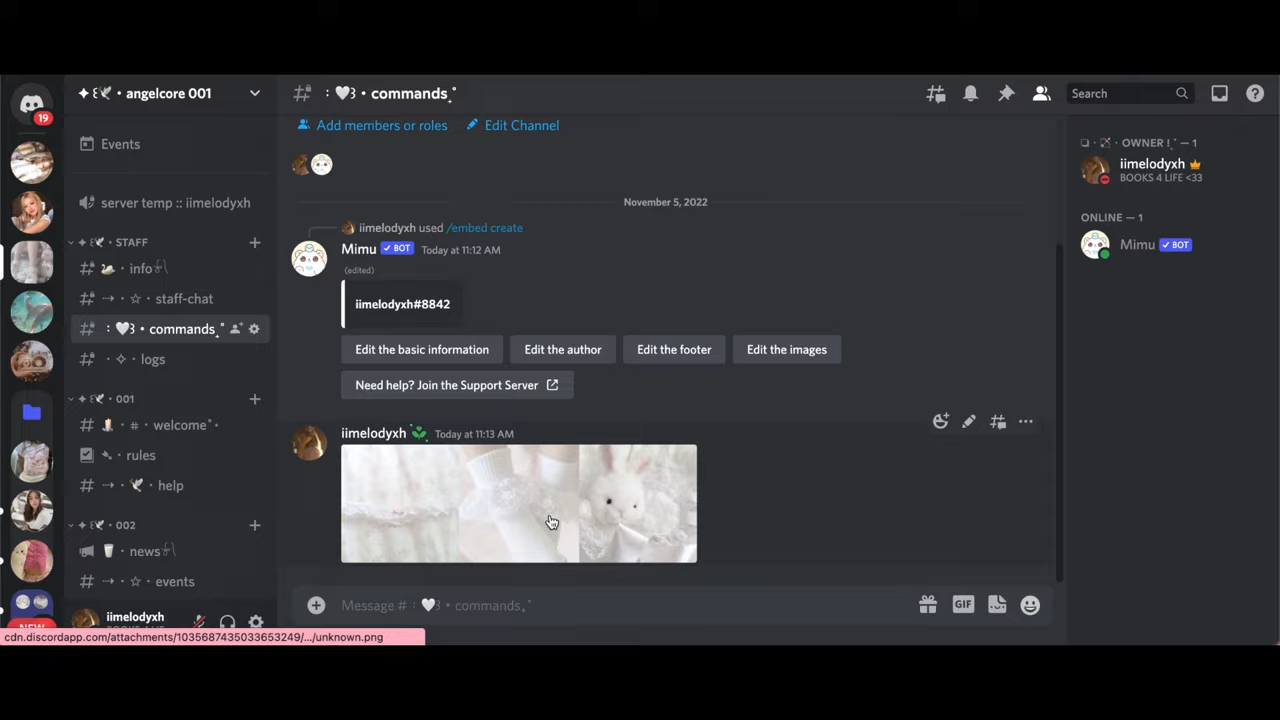 19
✦ ꒰🕊️ • angelcore 001
: 🤍3 • commands ̨˚
Search
Add members or roles
Edit Channel
Events
server temp :: iimelodyxh
November 5, 2022
OWNER ! ˚ — 1
iimelodyxh
BOOKS 4 LIFE <33
ONLINE — 1
Mimu ✓ BOT
STAFF
iimelodyxh used /embed create
Mimu ✓ BOT Today at 11:12 AM
(edited)
iimelodyxh#8842
• info
→ • ☆ • staff-chat
: 🤍3 • commands ̨˚
• ✧ • logs
Edit the basic information
Edit the author
Edit the footer
Edit the images
Need help? Join the Support Server
001
• welcome˚•
• rules
→ • 🕊️ • help
iimelodyxh Today at 11:13 AM
002
• news
→ • ☆ • events
Message # : 🤍3 • commands ̨˚
GIF
iimelodyxh
NEW
cdn.discordapp.com/attachments/1035687435033653249/.../unknown.png